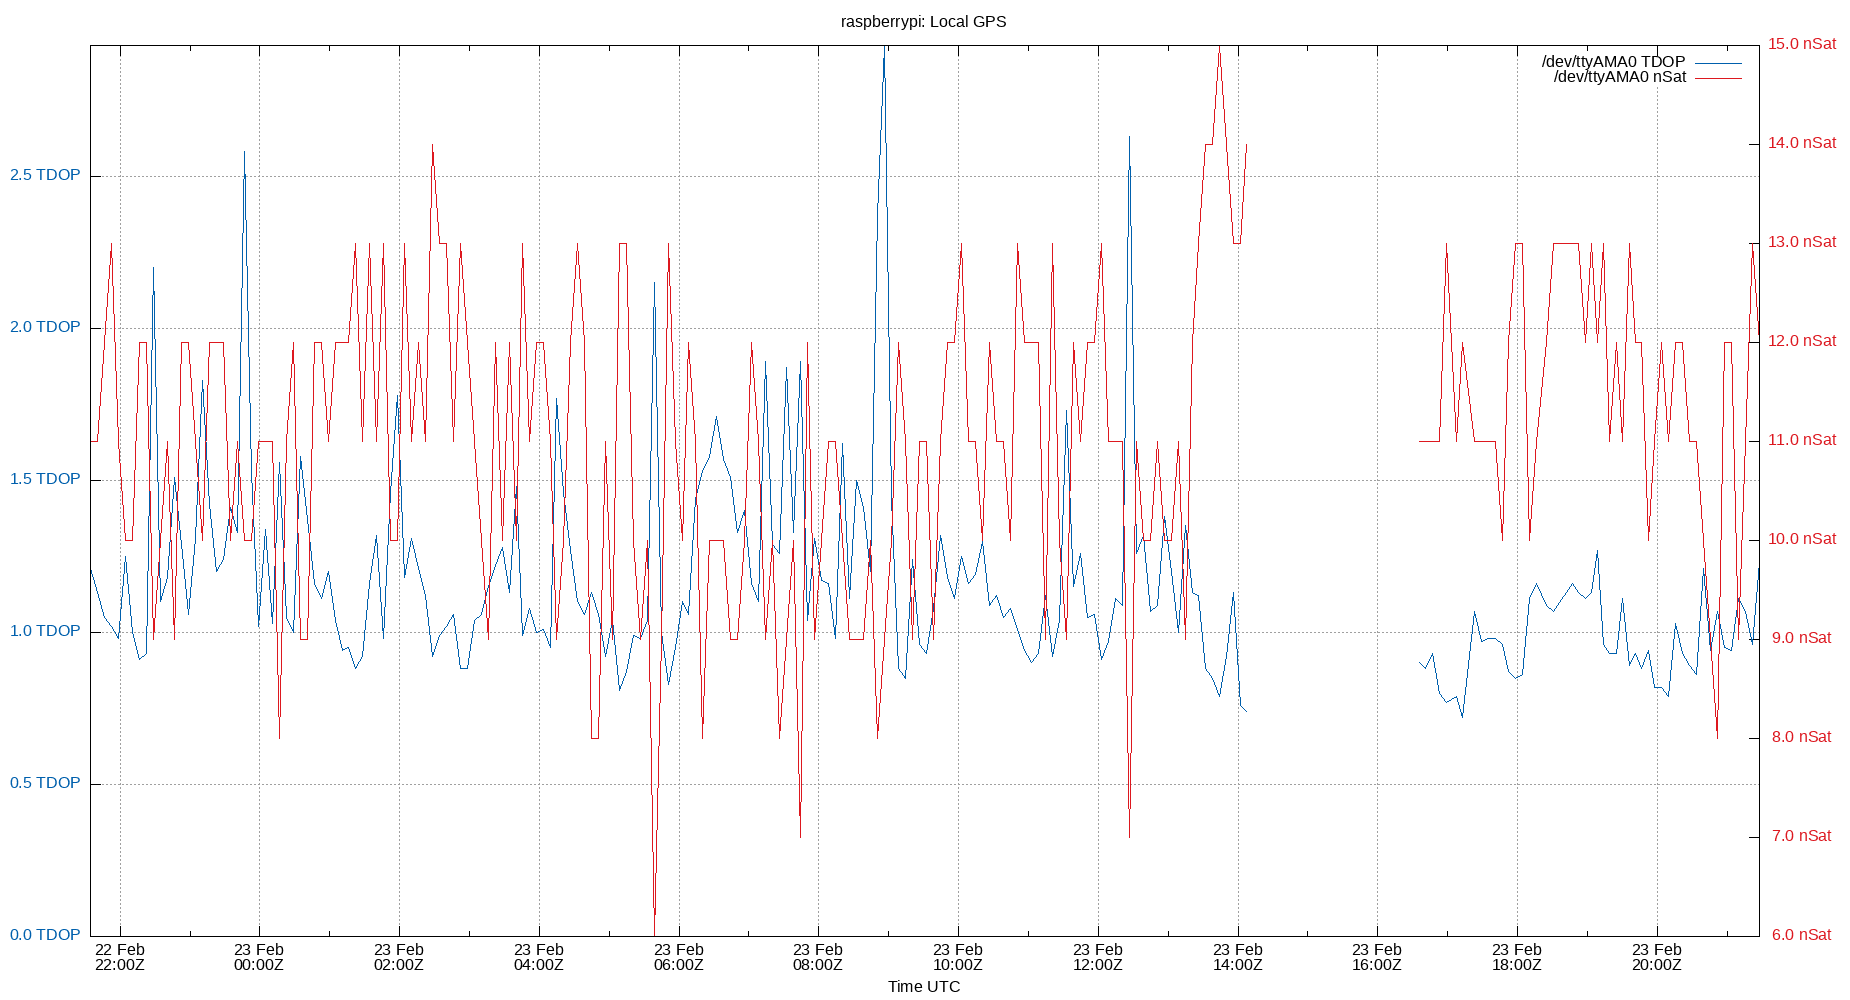 raspberrypi: Local GPS
/dev/ttyAMA0 TDOP
/dev/ttyAMA0 nSat
2.5 TDOP
2.0 TDOP
1.5 TDOP
1.0 TDOP
0.5 TDOP
0.0 TDOP
15.0 nSat
14.0 nSat
13.0 nSat
12.0 nSat
11.0 nSat
10.0 nSat
9.0 nSat
8.0 nSat
7.0 nSat
6.0 nSat
22 Feb
22:00Z
23 Feb
00:00Z
23 Feb
02:00Z
23 Feb
04:00Z
23 Feb
06:00Z
23 Feb
08:00Z
23 Feb
10:00Z
23 Feb
12:00Z
23 Feb
14:00Z
23 Feb
16:00Z
23 Feb
18:00Z
23 Feb
20:00Z
Time UTC